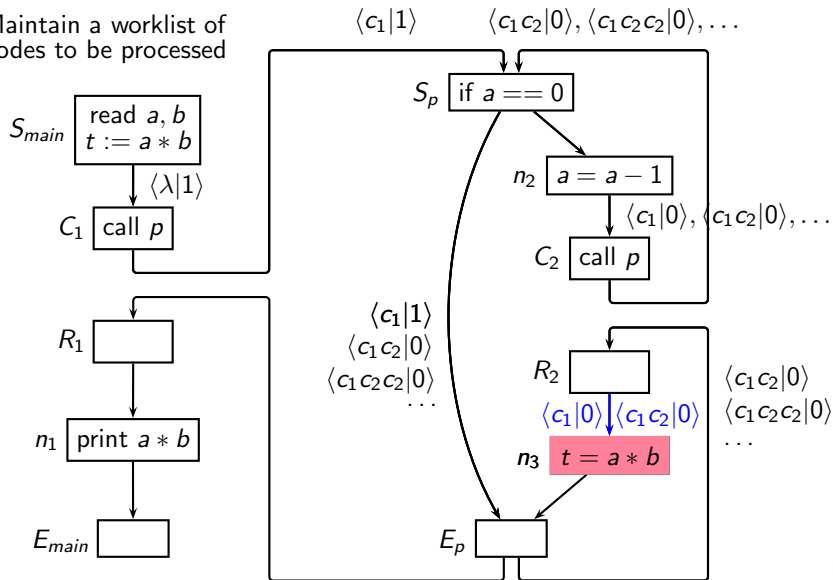 Maintain a worklist of
odes to be processed
⟨c₁|1⟩
⟨c₁c₂|0⟩, ⟨c₁c₂c₂|0⟩, . . .
S_p
if a == 0
S_main
read a, b
t := a ∗ b
⟨λ|1⟩
n₂
a = a − 1
⟨c₁|0⟩, ⟨c₁c₂|0⟩, . . .
C₁
call p
C₂
call p
⟨c₁|1⟩
⟨c₁c₂|0⟩
⟨c₁c₂c₂|0⟩
. . .
R₁
R₂
⟨c₁c₂|0⟩
⟨c₁c₂c₂|0⟩
. . .
⟨c₁|0⟩
⟨c₁c₂|0⟩
n₁
print a ∗ b
n₃
t = a ∗ b
E_main
E_p